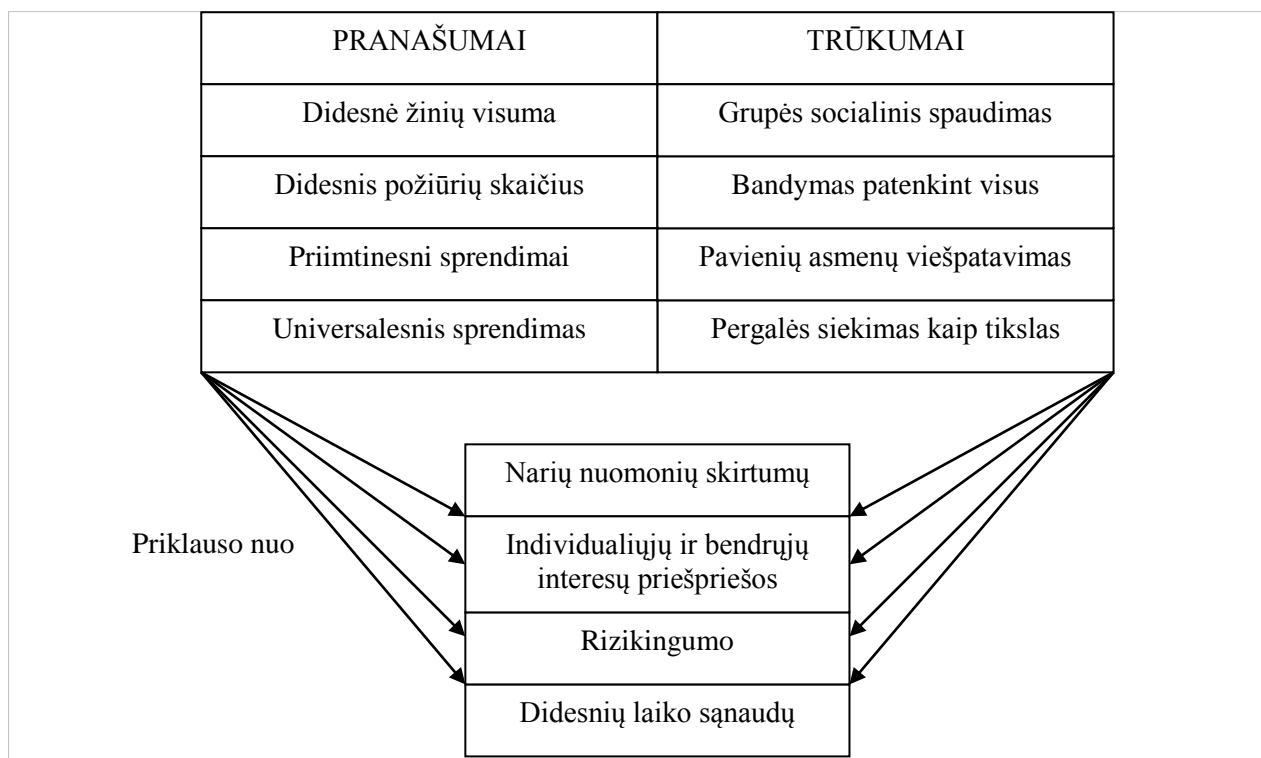 PRANAŠUMAI
TRŪKUMAI
Didesnė žinių visuma
Grupės socialinis spaudimas
Didesnis požiūrių skaičius
Bandymas patenkint visus
Priimtinesni sprendimai
Pavienių asmenų viešpatavimas
Universalesnis sprendimas
Pergalės siekimas kaip tikslas
Narių nuomonių skirtumų
Priklauso nuo
Individualiųjų ir bendrųjų
interesų priešpriešos
Rizikingumo
Didesnių laiko sąnaudų